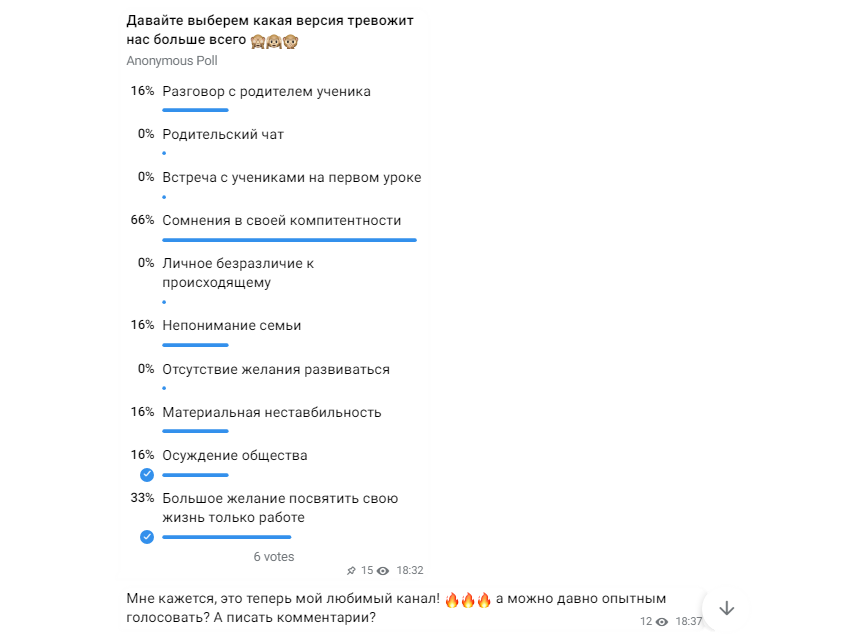 Давайте выберем какая версия тревожит
нас больше всего 🙈🙉🙊
Anonymous Poll
16% Разговор с родителем ученика
0% Родительский чат
0% Встреча с учениками на первом уроке
66% Сомнения в своей компитентности
0% Личное безразличие к
происходящему
16% Непонимание семьи
0% Отсутствие желания развиваться
16% Материальная неставбильность
16% Осуждение общества
33% Большое желание посвятить свою
жизнь только работе
6 votes
15 18:32
Мне кажется, это теперь мой любимый канал! 🔥🔥🔥 а можно давно опытным
голосовать? А писать комментарии?
12 18:37